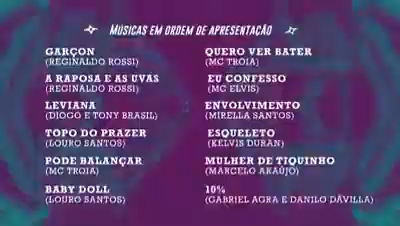 MÚSICAS EM ORDEM DE APRESENTAÇÃO
GARÇON
(REGINALDO ROSSI)
A RAPOSA E AS UVAS
(REGINALDO ROSSI)
LEVIANA
(DIOGO E TONY BRASIL)
TOPO DO PRAZER
(LOURO SANTOS)
PODE BALANÇAR
(MC TROIA)
BABY DOLL
(LOURO SANTOS)
QUERO VER BATER
(MC TROIA)
EU CONFESSO
(MC ELVIS)
ENVOLVIMENTO
(MIRELLA SANTOS)
ESQUELETO
(KELVIS DURAN)
MULHER DE TIQUINHO
(MARCELO ARAÚJO)
10%
(GABRIEL AGRA E DANILO DÁVILLA)